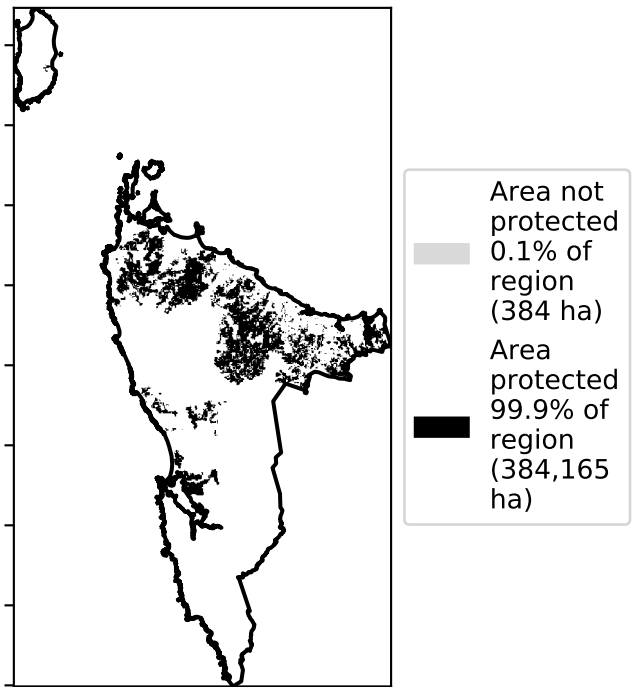 Area not
protected
0.1% of
region
(384 ha)
Area
protected
99.9% of
region
(384,165
ha)